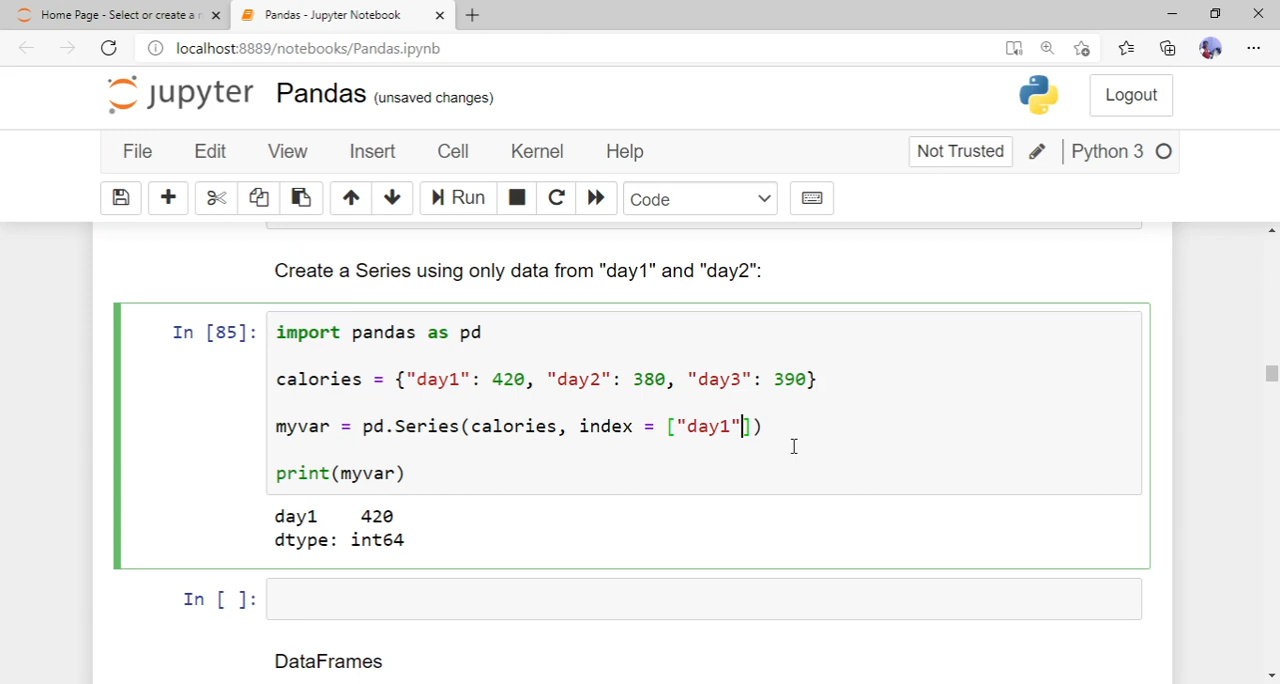 Home Page - Select or create a n
Pandas - Jupyter Notebook
localhost:8889/notebooks/Pandas.ipynb
jupyter Pandas (unsaved changes)
Logout
File Edit View Insert Cell Kernel Help
Not Trusted Python 3
Run Code
Create a Series using only data from "day1" and "day2":
In [85]: import pandas as pd
calories = {"day1": 420, "day2": 380, "day3": 390}
myvar = pd.Series(calories, index = ["day1"])
print(myvar)
day1    420
dtype: int64
In [ ]:
DataFrames